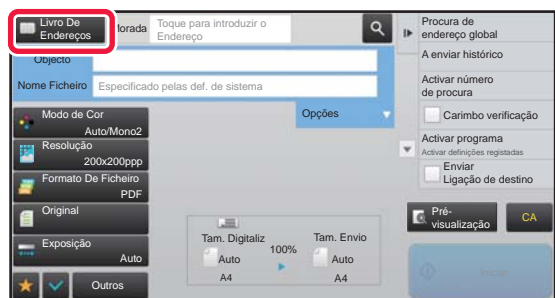 Livro De
Endereços
Morada
Toque para introduzir o
Endereço
Objecto
Nome Ficheiro
Especificado pelas def. de sistema
Modo de Cor
Auto/Mono2
Opções
Resolução
200x200ppp
Formato De Ficheiro
PDF
Original
Exposição
Auto
Outros
Tam. Digitaliz
100%
Tam. Envio
Auto
A4
Auto
A4
Procura de
endereço global
A enviar histórico
Activar número
de procura
Carimbo verificação
Activar programa
Activar definições registadas
Enviar
Ligação de destino
Pré-
visualização
CA
Iniciar